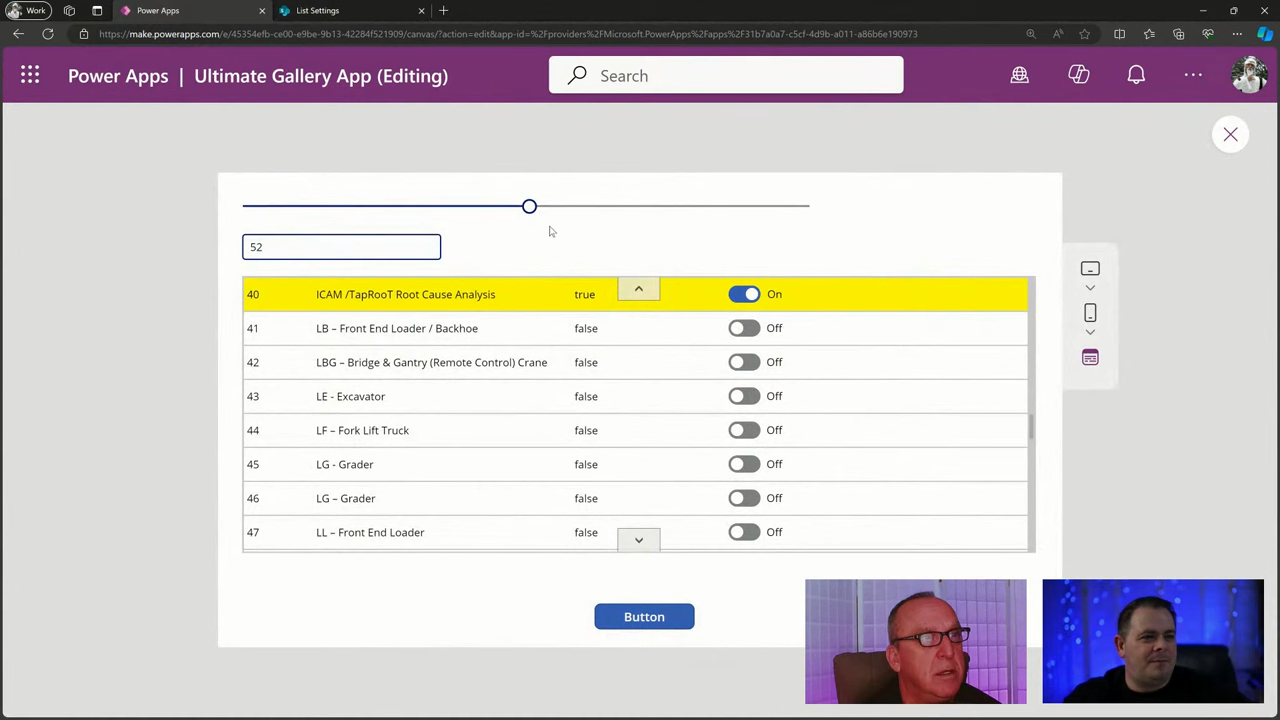 Work
Power Apps
List Settings
https://make.powerapps.com/e/45354efb-ce00-e9be-9b13-42284f521909/canvas/?action=edit&app-id=%2Fproviders%2FMicrosoft.PowerApps%2Fapps%2F31b7a0a7-c5cf-4d9b-a011-a86b6e190973
Power Apps | Ultimate Gallery App (Editing)
Search
52
40 ICAM /TapRooT Root Cause Analysis true On
41 LB – Front End Loader / Backhoe false Off
42 LBG – Bridge & Gantry (Remote Control) Crane false Off
43 LE - Excavator false Off
44 LF – Fork Lift Truck false Off
45 LG - Grader false Off
46 LG – Grader false Off
47 LL – Front End Loader false Off
Button